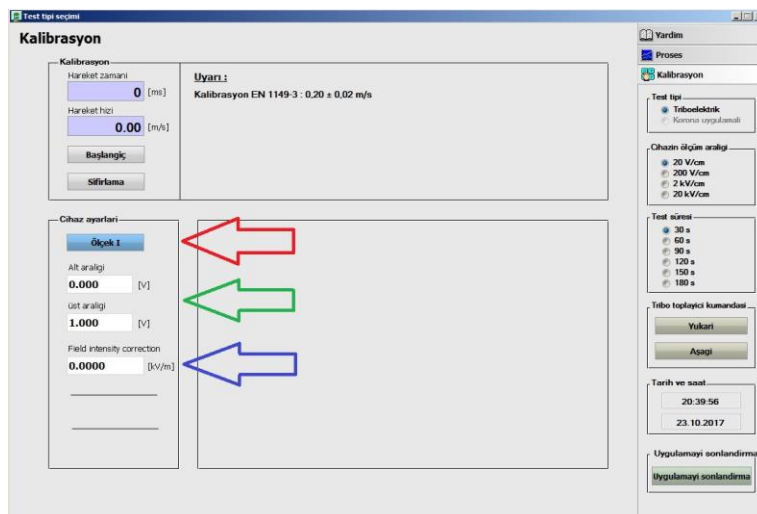 Test tipi seçimi
Kalibrasyon
Kalibrasyon
Hareket zamani
0 [ms]
Hareket hizi
0.00 [m/s]
Başlangiç
Sifirlama
Uyarı :
Kalibrasyon EN 1149-3 : 0,20 ± 0,02 m/s
Cihaz ayarlari
Ölçek I
Alt araligi
0.000 [V]
üst araligi
1.000 [V]
Field intensity correction
0.0000 [kV/m]
Yardim
Proses
Kalibrasyon
Test tipi
Triboelektrik
Korona uygulamali
Cihazin ölçüm araligi
20 V/cm
200 V/cm
2 kV/cm
20 kV/cm
Test süresi
30 s
60 s
90 s
120 s
150 s
180 s
Tribo toplayici kumandasi
Yukari
Aşagi
Tarih ve saat
20:39:56
23.10.2017
Uygulamayi sonlandirma
Uygulamayi sonlandirma